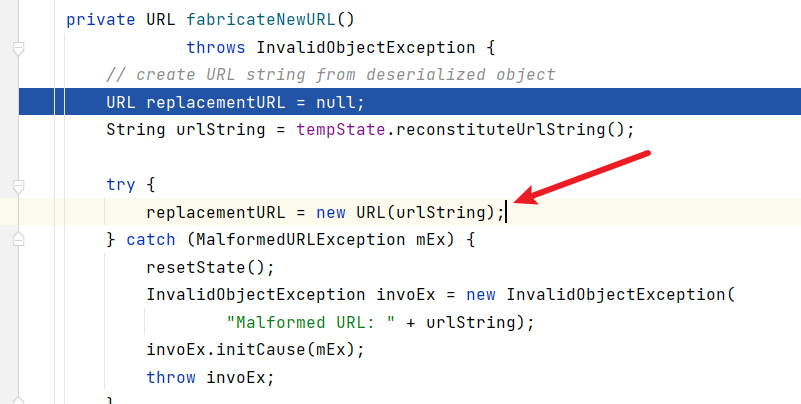 private URL fabricateNewURL()
throws InvalidObjectException {
// create URL string from deserialized object
URL replacementURL = null;
String urlString = tempState.reconstituteUrlString();
try {
replacementURL = new URL(urlString);
} catch (MalformedURLException mEx) {
resetState();
InvalidObjectException invoEx = new InvalidObjectException(
"Malformed URL: " + urlString);
invoEx.initCause(mEx);
throw invoEx;
}